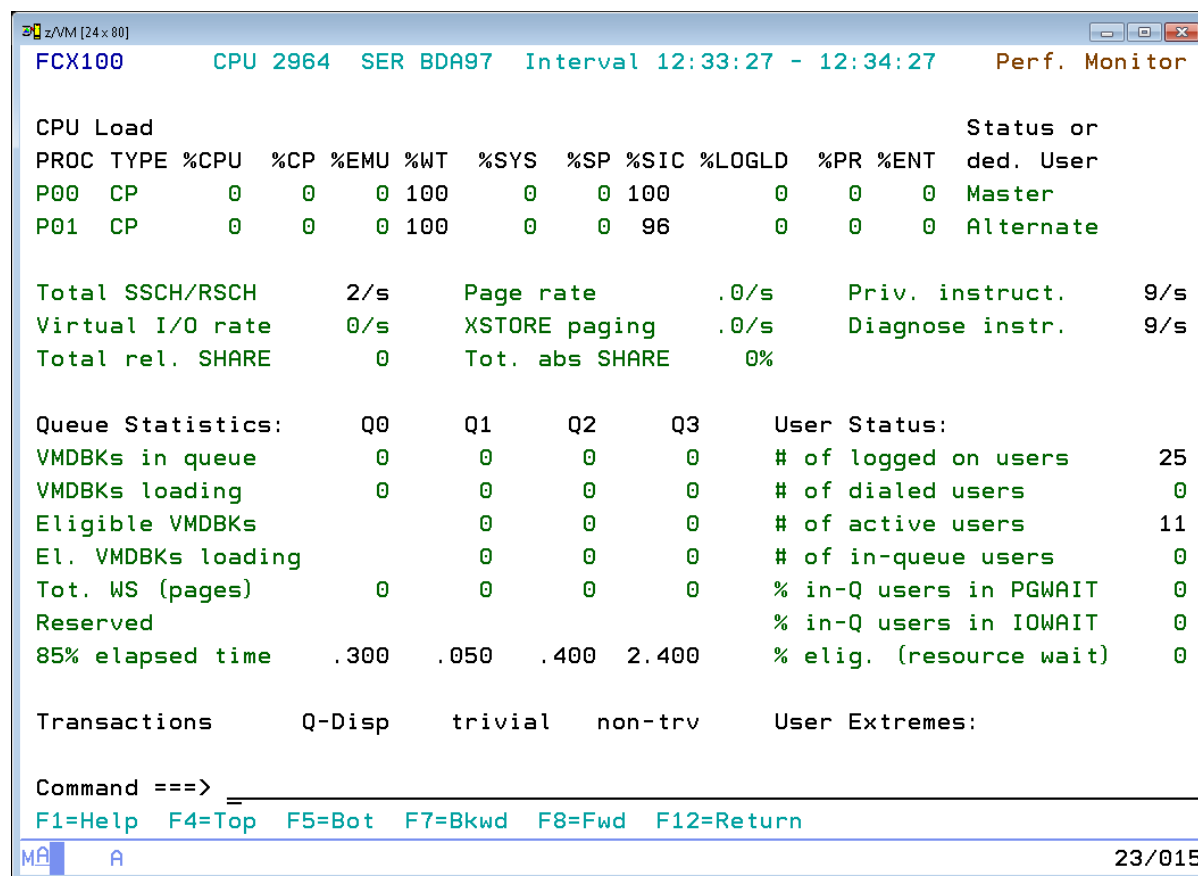 z/VM [24 x 80]
FCX100 CPU 2964 SER BDA97 Interval 12:33:27 - 12:34:27 Perf. Monitor
CPU Load Status or
PROC TYPE %CPU %CP %EMU %WT %SYS %SP %SIC %LOGLD %PR %ENT ded. User
P00 CP 0 0 0 100 0 0 100 0 0 0 Master
P01 CP 0 0 0 100 0 0 96 0 0 0 Alternate
Total SSCH/RSCH 2/s Page rate .0/s Priv. instruct. 9/s
Virtual I/O rate 0/s XSTORE paging .0/s Diagnose instr. 9/s
Total rel. SHARE 0 Tot. abs SHARE 0%
Queue Statistics: Q0 Q1 Q2 Q3 User Status:
VMDBKs in queue 0 0 0 0 # of logged on users 25
VMDBKs loading 0 0 0 0 # of dialed users 0
Eligible VMDBKs 0 0 0 # of active users 11
El. VMDBKs loading 0 0 0 # of in-queue users 0
Tot. WS (pages) 0 0 0 0 % in-Q users in PGWAIT 0
Reserved % in-Q users in IOWAIT 0
85% elapsed time .300 .050 .400 2.400 % elig. (resource wait) 0
Transactions Q-Disp trivial non-trv User Extremes:
Command ===> _
F1=Help F4=Top F5=Bot F7=Bkwd F8=Fwd F12=Return
MA A 23/015